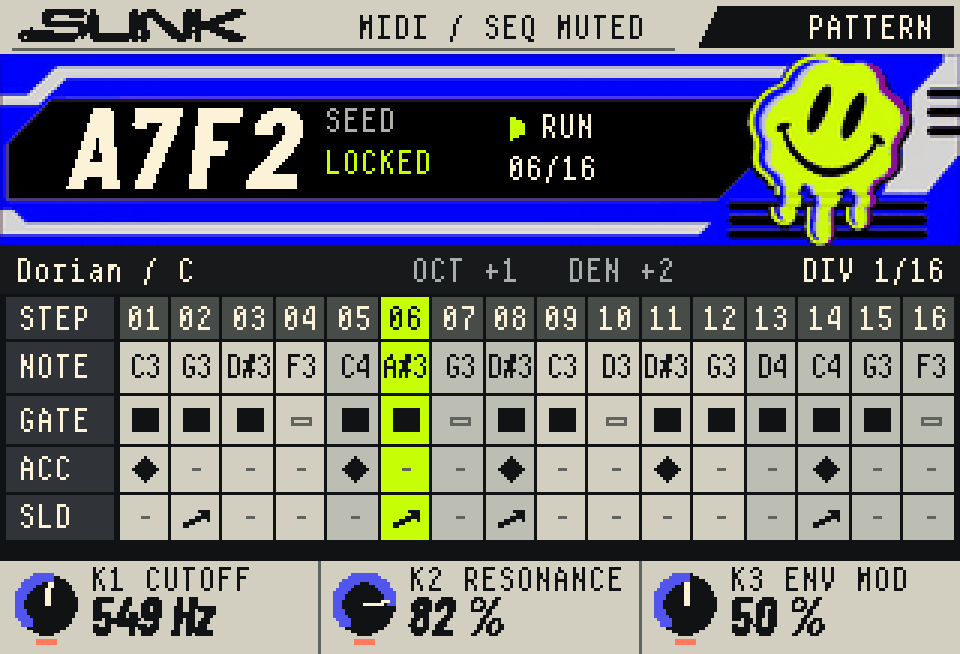 SLINK MIDI / SEQ MUTED PATTERN
A7F2 SEED LOCKED RUN 06/16
Dorian / C OCT +1 DEN +2 DIV 1/16
STEP 01 02 03 04 05 06 07 08 09 10 11 12 13 14 15 16
NOTE C3 G3 D#3 F3 C4 A#3 G3 D#3 C3 D3 D#3 G3 D4 C4 G3 F3
GATE
ACC - - - - - - - - - - -
SLD - - - - - - - - - - - -
K1 CUTOFF K2 RESONANCE K3 ENV MOD
549 Hz 82 % 50 %